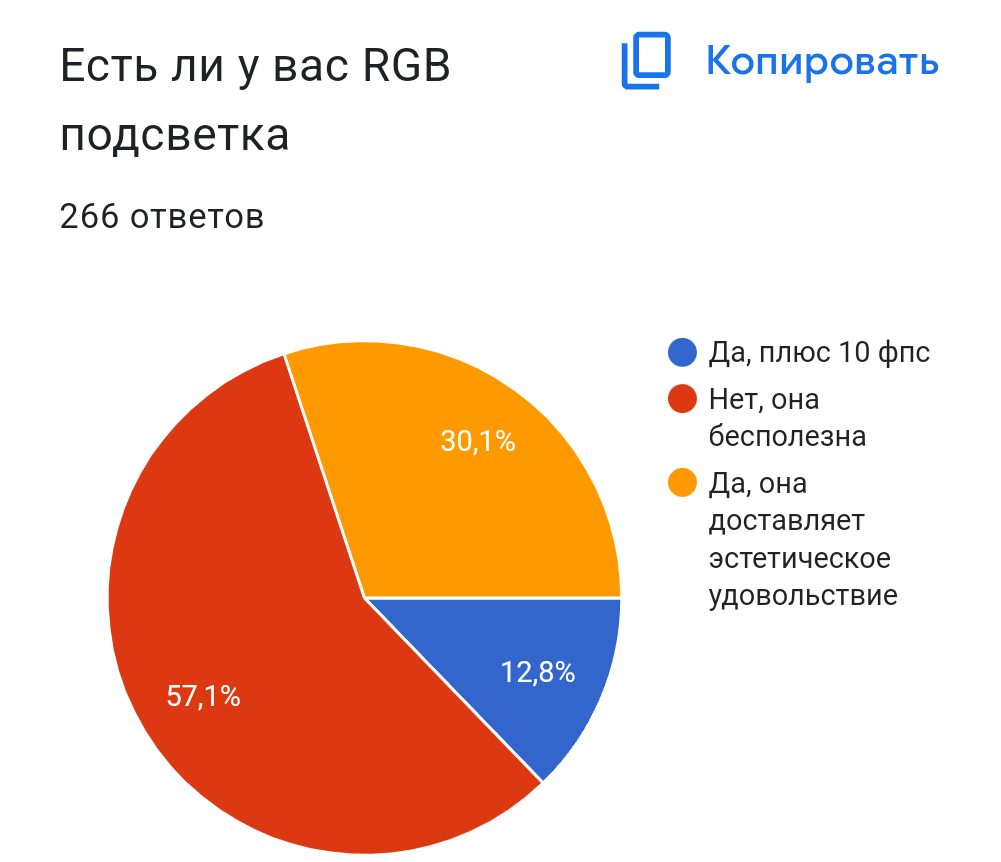 Есть ли у вас RGB
подсветка
Копировать
266 ответов
Да, плюс 10 фпс
Нет, она
бесполезна
Да, она
доставляет
эстетическое
удовольствие
30,1%
12,8%
57,1%